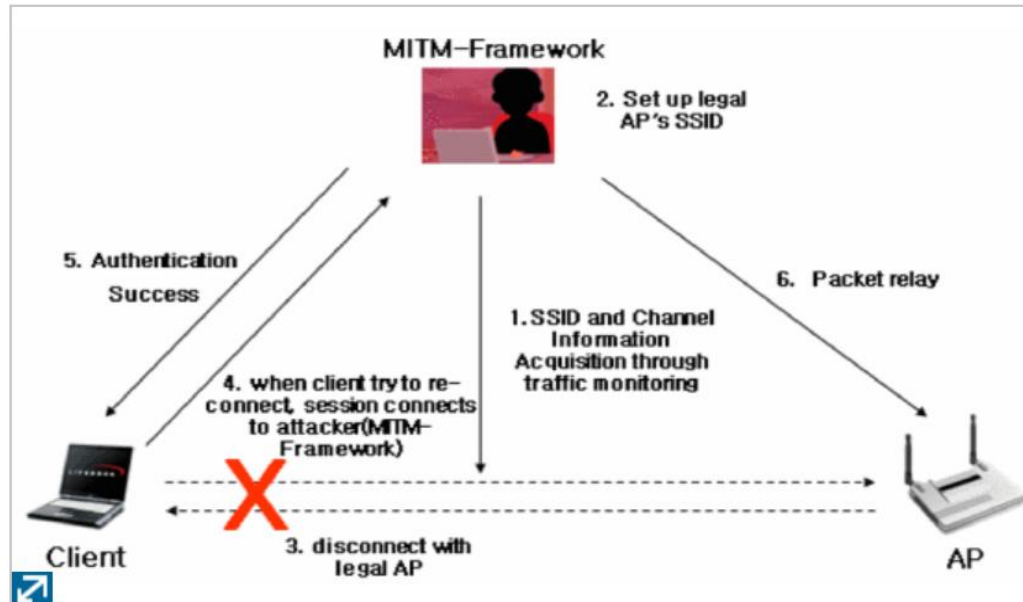 MITM-Framework
2. Set up legal
AP's SSID
5. Authentication
Success
6. Packet relay
1.SSID and Channel
Information
Acquisition through
traffic monitoring
4. when client try to re-
connect, session connects
to attacker(MITM-
Framework)
3. disconnect with
legal AP
Client
AP